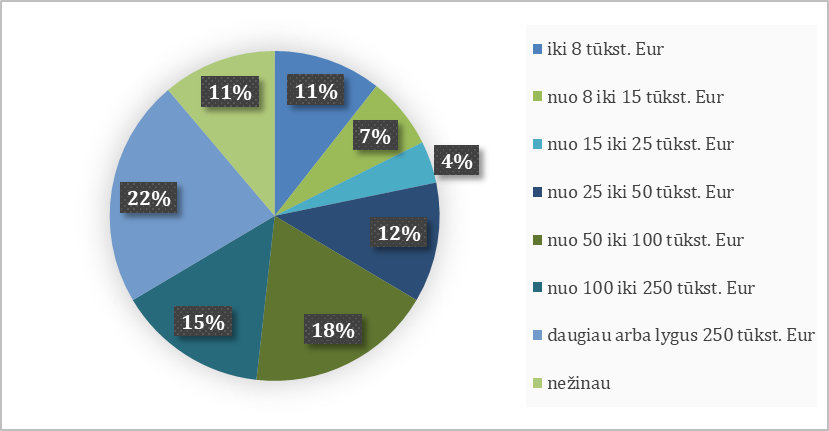 11%
7%
4%
12%
18%
15%
22%
11%
iki 8 tūkst. Eur
nuo 8 iki 15 tūkst. Eur
nuo 15 iki 25 tūkst. Eur
nuo 25 iki 50 tūkst. Eur
nuo 50 iki 100 tūkst. Eur
nuo 100 iki 250 tūkst. Eur
daugiau arba lygus 250 tūkst. Eur
nežinau